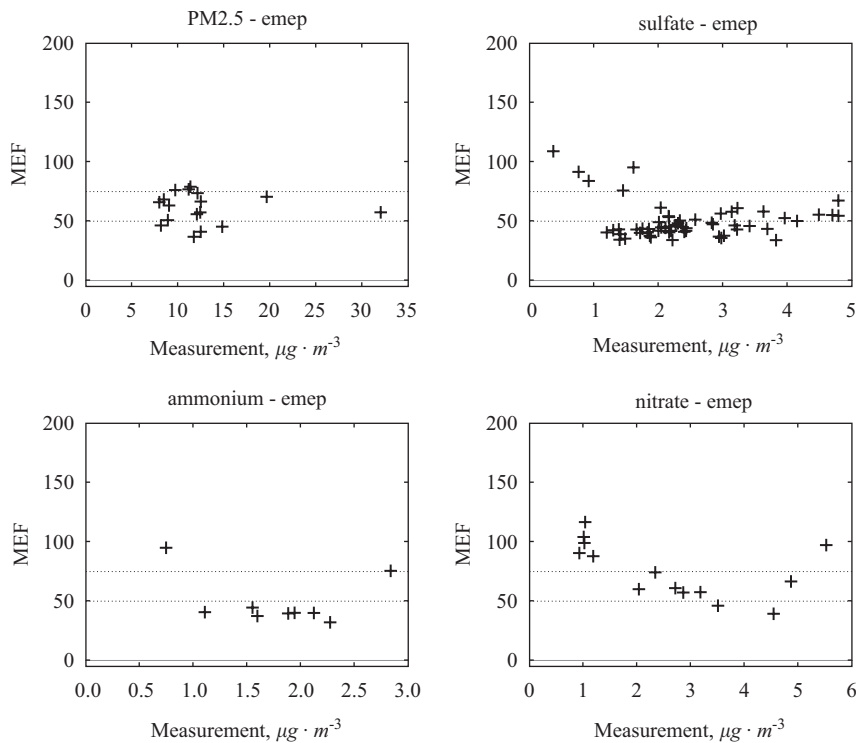 PM2.5 - emep
200
150
100
50
0
MEF
0 5 10 15 20 25 30 35
Measurement, μg · m-3
sulfate - emep
200
150
100
50
0
MEF
0 1 2 3 4 5
Measurement, μg · m-3
ammonium - emep
200
150
100
50
0
MEF
0.0 0.5 1.0 1.5 2.0 2.5 3.0
Measurement, μg · m-3
nitrate - emep
200
150
100
50
0
MEF
0 1 2 3 4 5 6
Measurement, μg · m-3